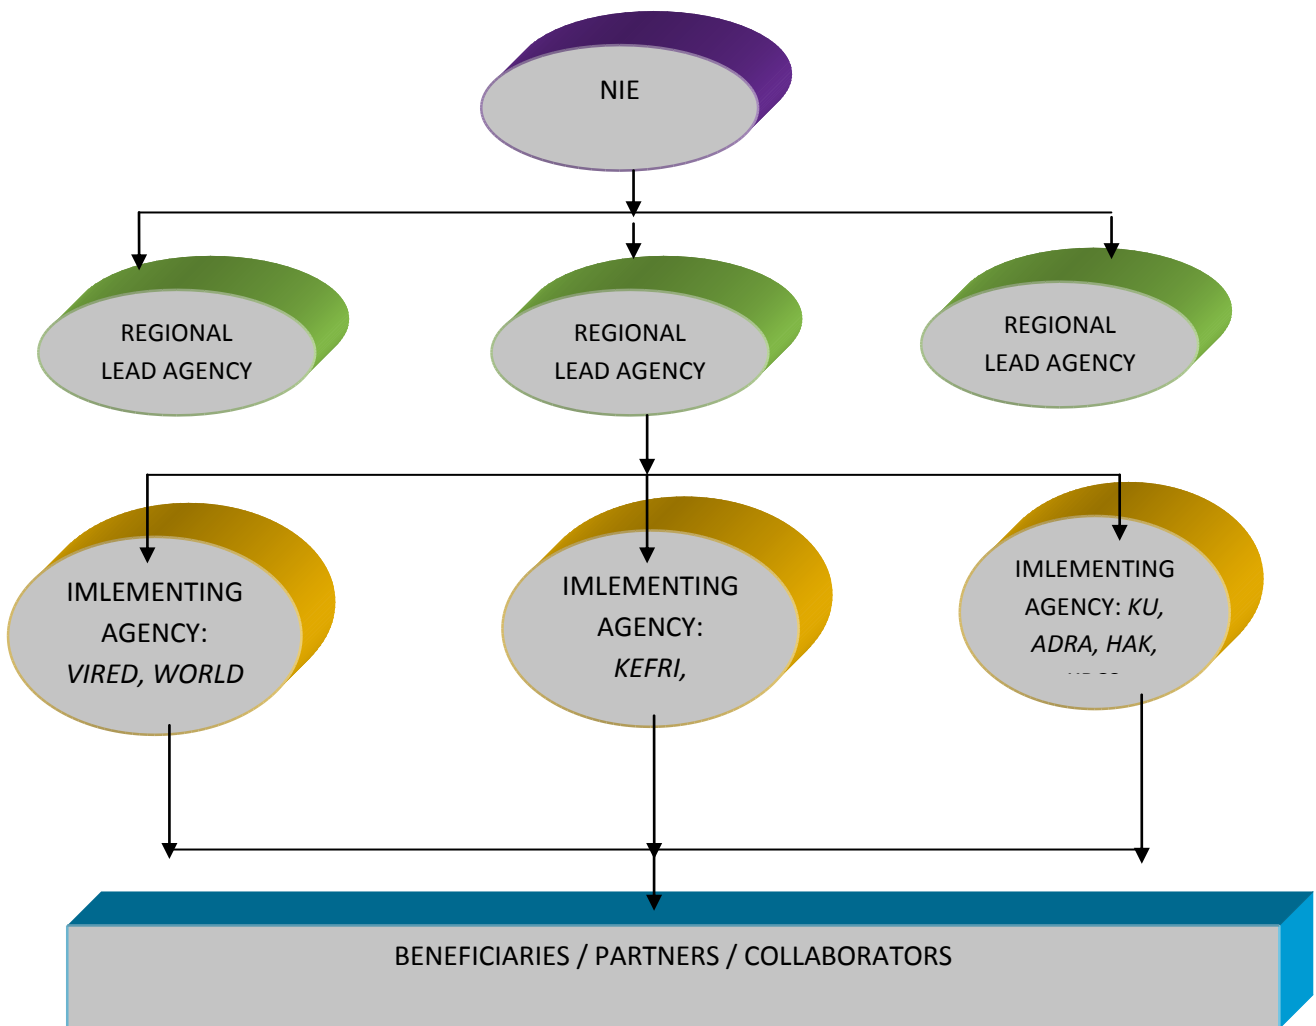 NIE
REGIONAL
LEAD AGENCY
REGIONAL
LEAD AGENCY
REGIONAL
LEAD AGENCY
IMLEMENTING
AGENCY:
VIRED, WORLD
IMLEMENTING
AGENCY:
KEFRI,
IMLEMENTING
AGENCY: KU,
ADRA, HAK,
BENEFICIARIES / PARTNERS / COLLABORATORS